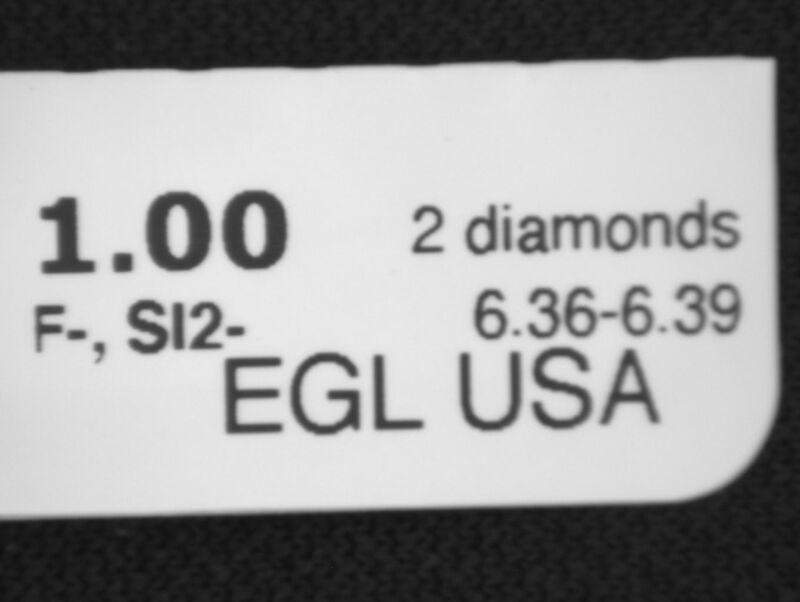 1.00 2 diamonds
F-, SI2- 6.36-6.39
EGL USA